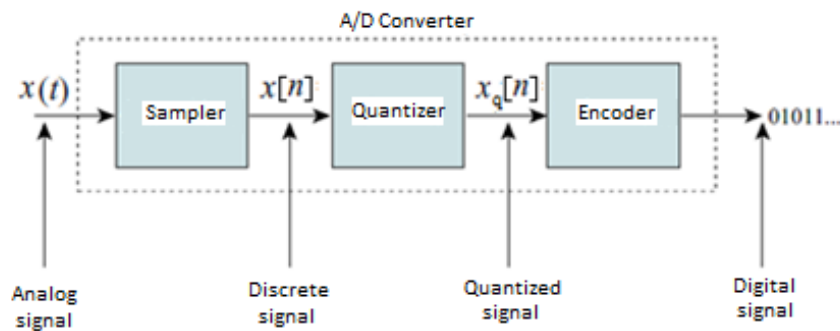 A/D Converter
x(t)
Sampler
x[n]
Quantizer
x_q[n]
Encoder
01011...
Analog
signal
Discrete
signal
Quantized
signal
Digital
signal